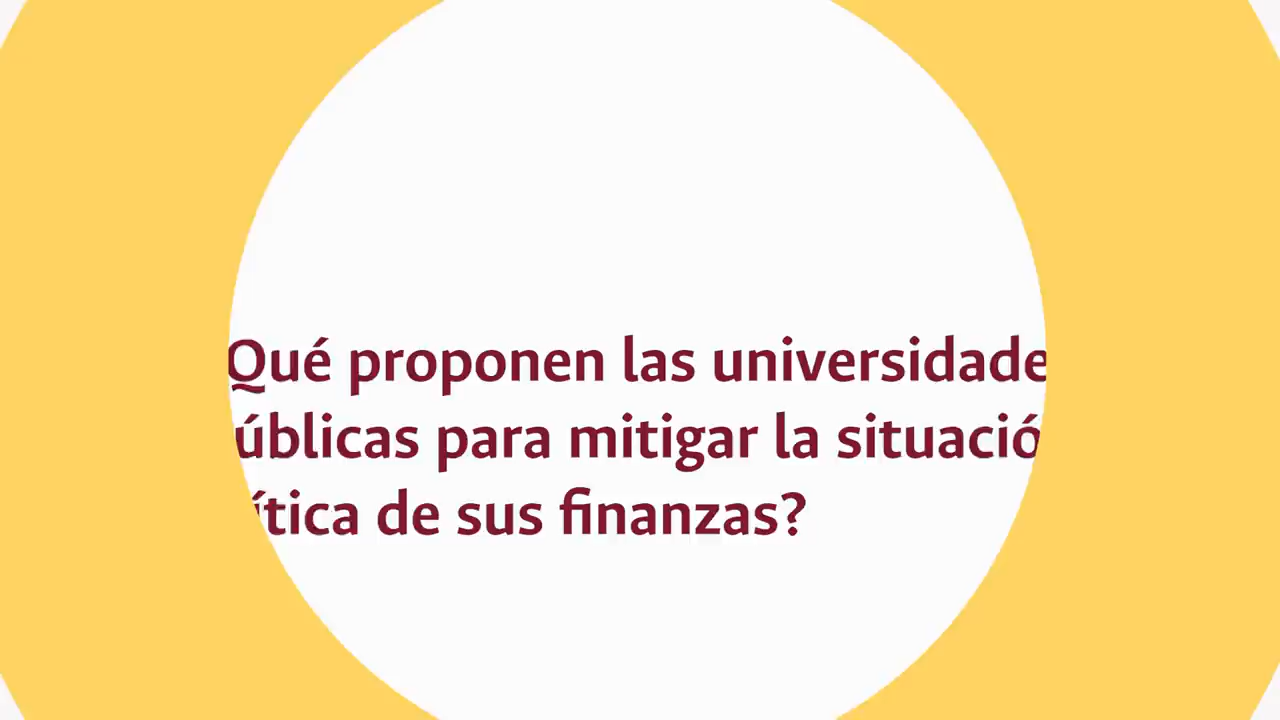 Qué proponen las universidade
úblicas para mitigar la situació
ítica de sus finanzas?